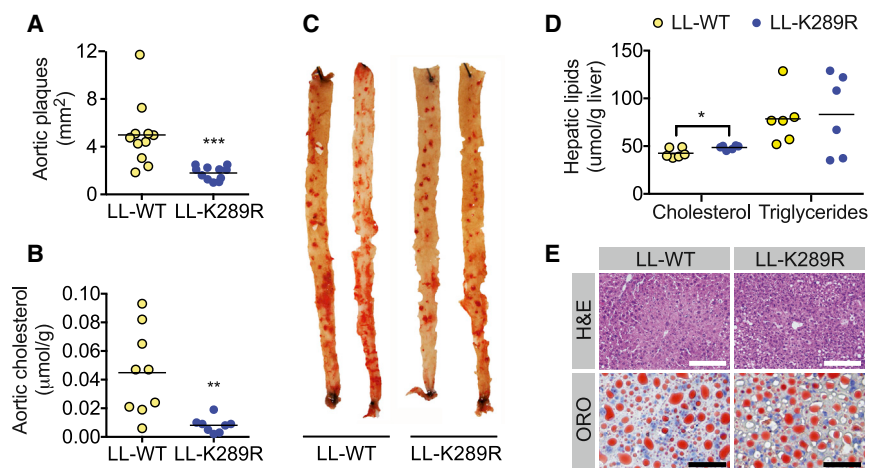 A
Aortic plaques
(mm²)
12
8
4
0
***
LL-WT LL-K289R
B
Aortic cholesterol
(μmol/g)
0.10
0.08
0.06
0.04
0.02
0.00
**
LL-WT LL-K289R
C
LL-WT LL-K289R
D
LL-WT LL-K289R
Hepatic lipids
(umol/g liver)
150
100
50
0
*
Cholesterol Triglycerides
E
LL-WT LL-K289R
H&E
ORO